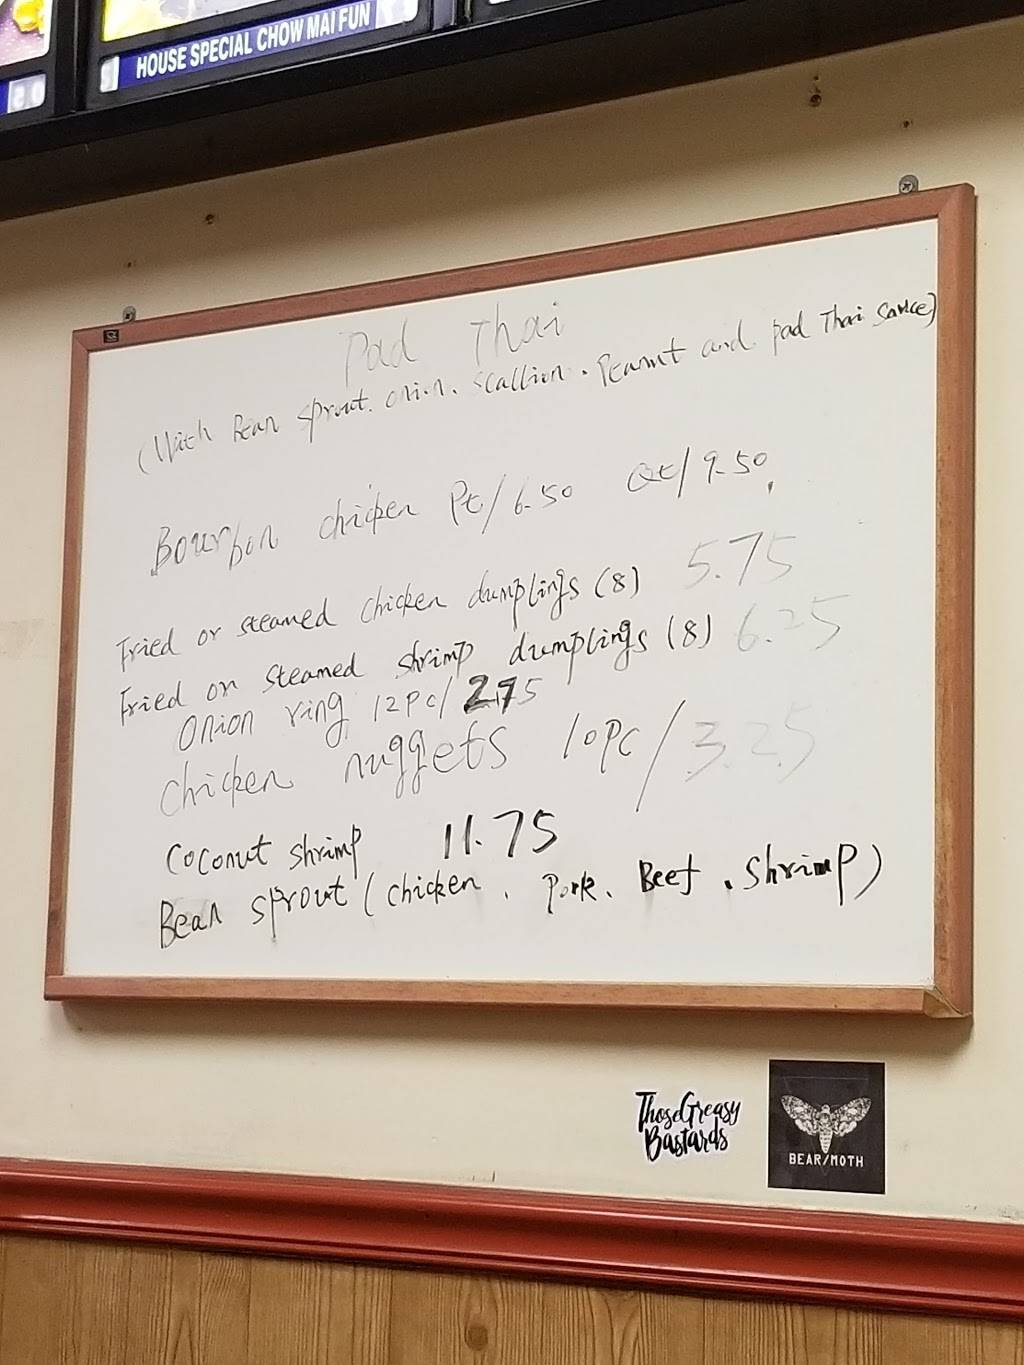 HOUSE SPECIAL CHOW MAI FUN
Pad Thai
(With Bean sprout. onion. scallion. Peanut and pad Thai sauce)
Bourbon chicken Pt/6.50 Qt/9.50
Fried or steamed chicken dumplings (8) 5.75
Fried or steamed shrimp dumplings (8) 6.25
Onion ring 12PC/2.75
chicken nuggets 10PC/3.25
Coconut shrimp 11.75
Bean sprout (chicken. Pork. Beef. shrimp)
ThoseGreasy
Bastards
BEAR/MOTH